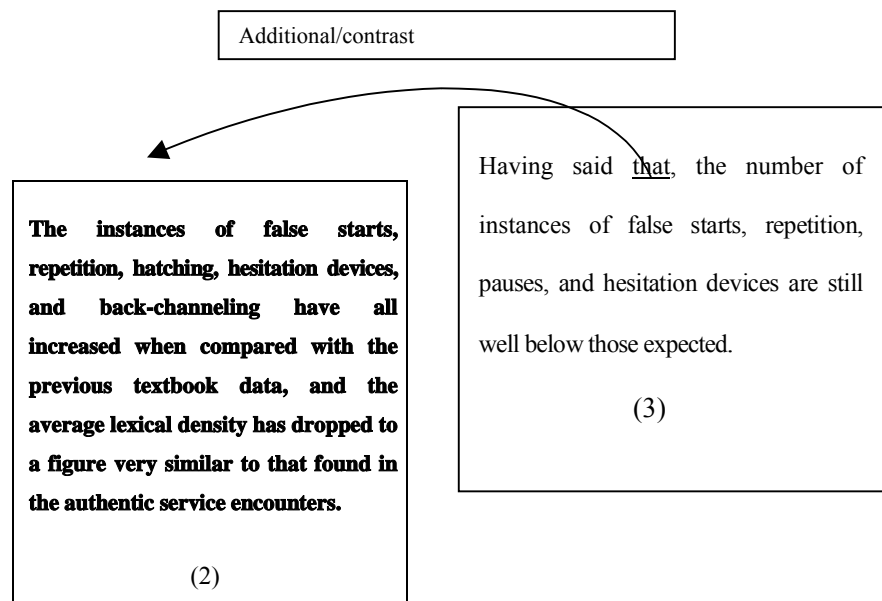 Additional/contrast
The instances of false starts,
repetition, hatching, hesitation devices,
and back-channeling have all
increased when compared with the
previous textbook data, and the
average lexical density has dropped to
a figure very similar to that found in
the authentic service encounters.
(2)
Having said that, the number of
instances of false starts, repetition,
pauses, and hesitation devices are still
well below those expected.
(3)